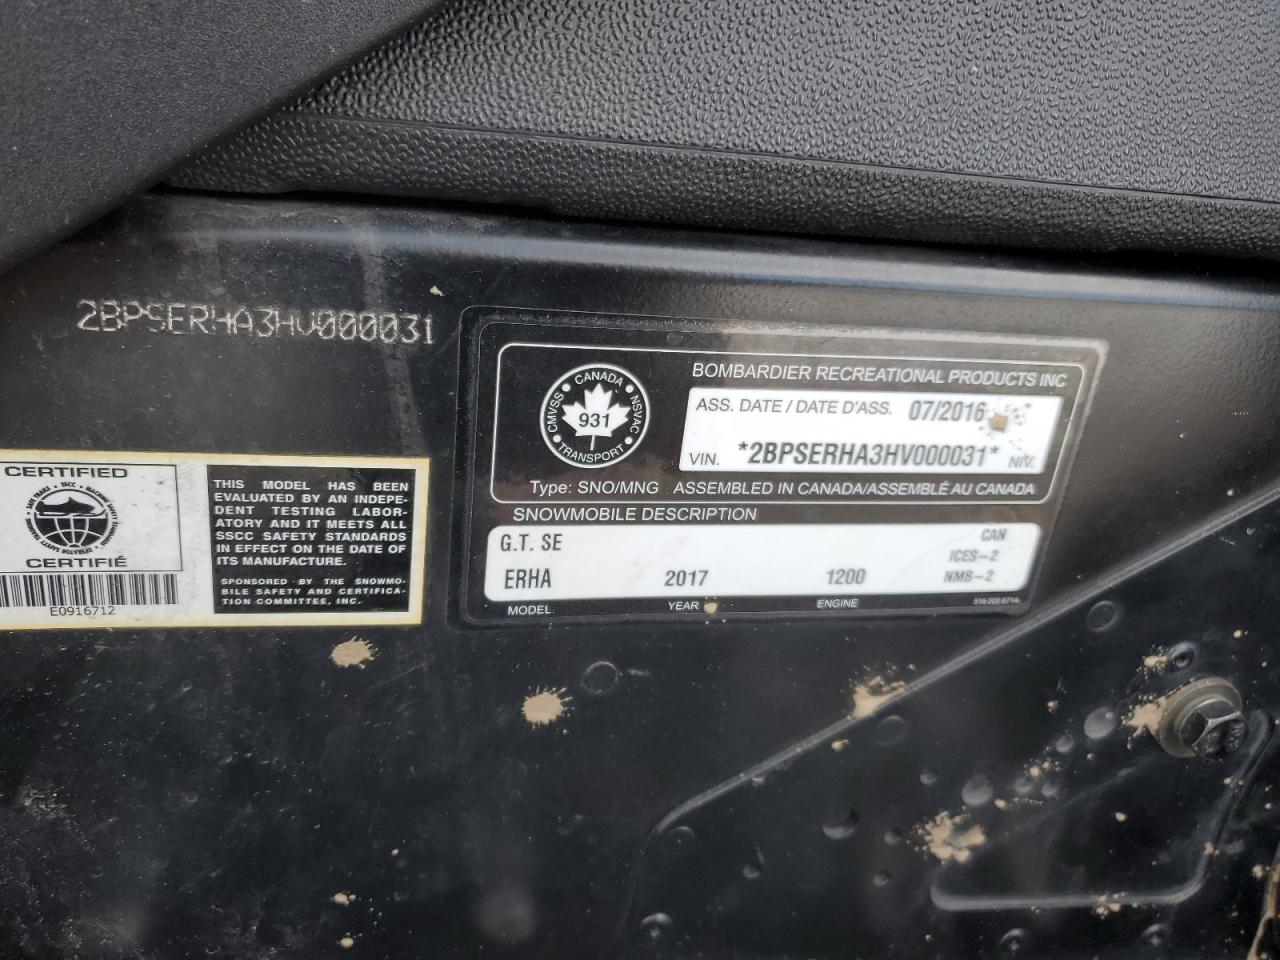 2BPSERHA3HV000031
BOMBARDIER RECREATIONAL PRODUCTS INC
CANADA
CMVSS
NSVAC
931
TRANSPORT
ASS. DATE / DATE D'ASS. 07/2016
VIN. *2BPSERHA3HV000031* NIV.
Type: SNO/MNG ASSEMBLED IN CANADA/ASSEMBLÉ AU CANADA
SNOWMOBILE DESCRIPTION
G.T. SE CAN
ICES-2
ERHA 2017 1200 NMB-2
MODEL YEAR ENGINE
CERTIFIED
SSCC
CERTIFIÉ
E0916712
THIS MODEL HAS BEEN
EVALUATED BY AN INDEPE-
DENT TESTING LABOR-
ATORY AND IT MEETS ALL
SSCC SAFETY STANDARDS
IN EFFECT ON THE DATE OF
ITS MANUFACTURE.
SPONSORED BY THE SNOWMO-
BILE SAFETY AND CERTIFICA-
TION COMMITTEE, INC.